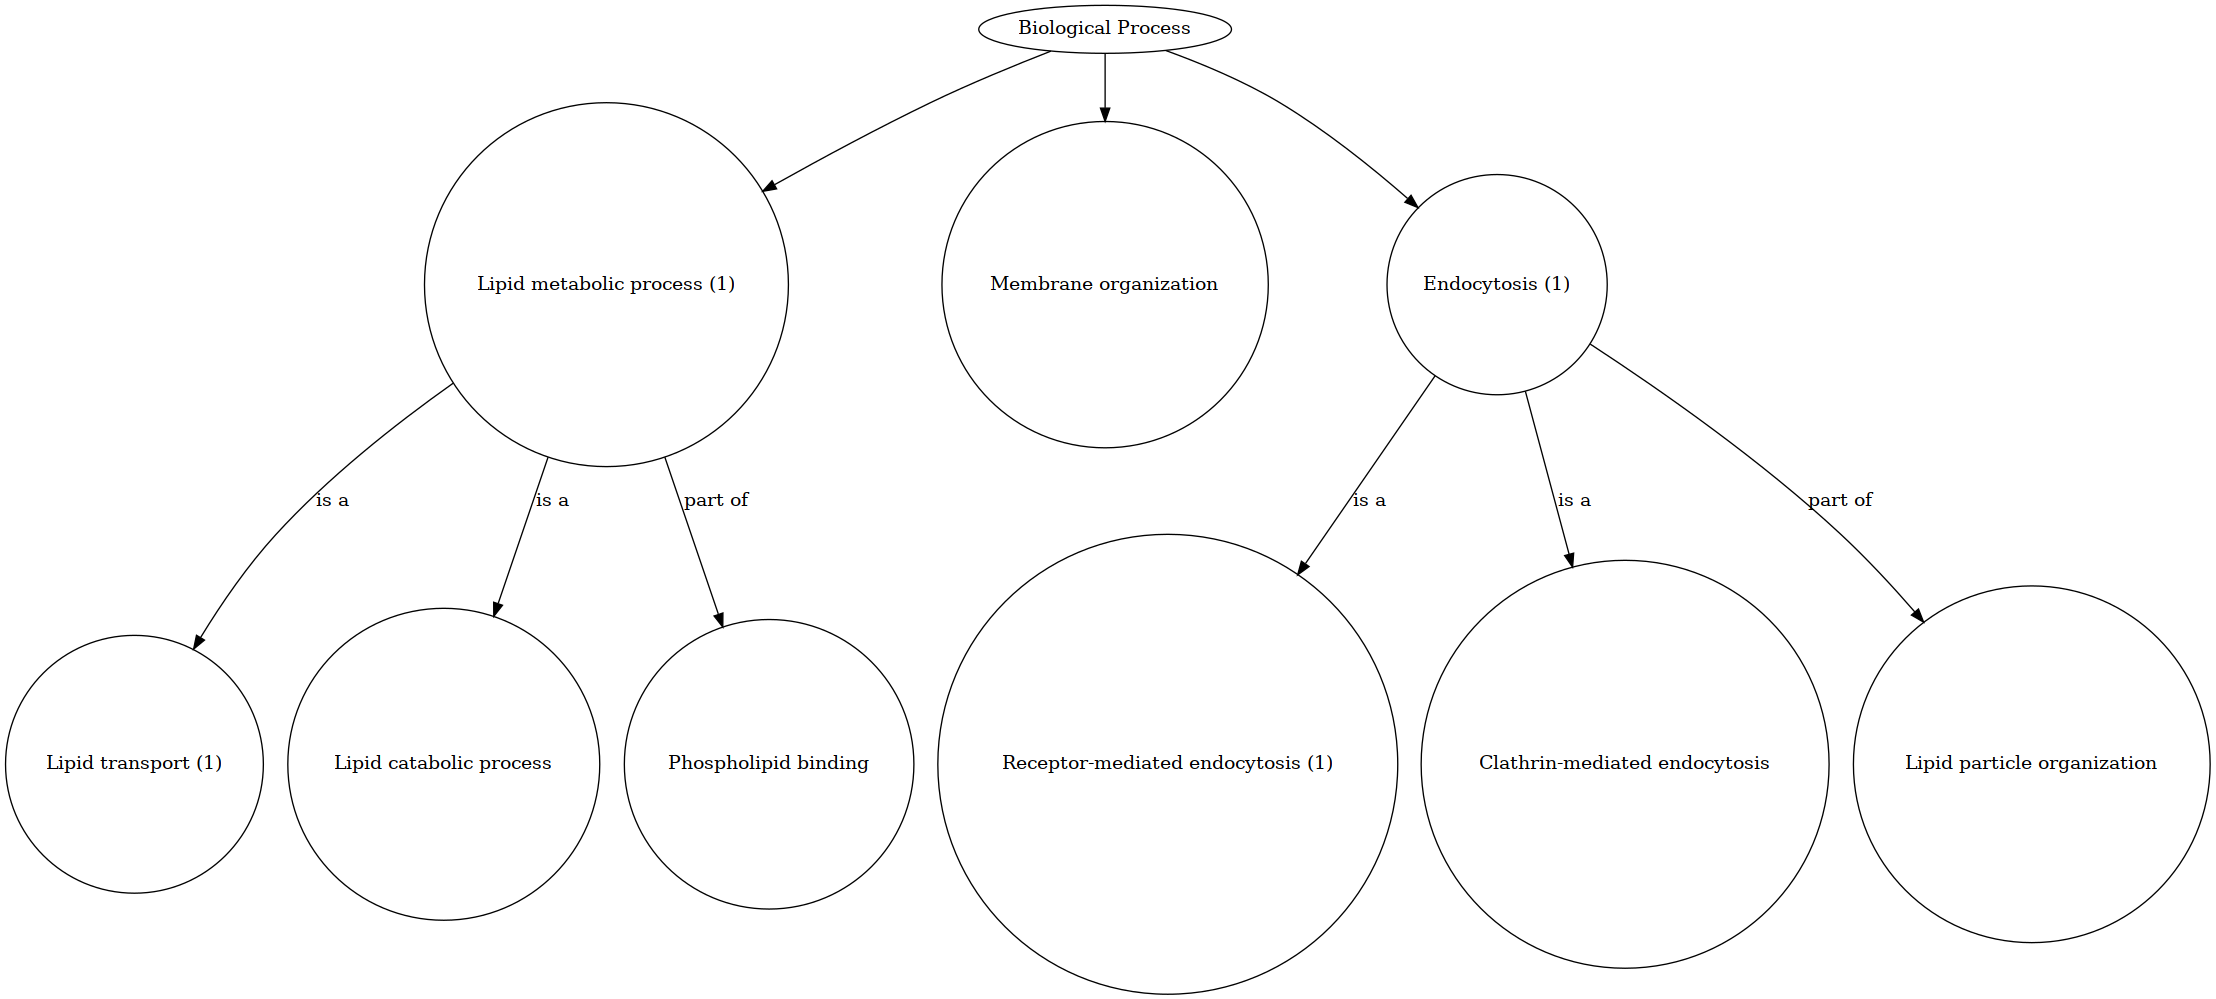 Biological Process
Lipid metabolic process (1)
Membrane organization
Endocytosis (1)
is a
is a
part of
is a
is a
part of
Lipid transport (1)
Lipid catabolic process
Phospholipid binding
Receptor-mediated endocytosis (1)
Clathrin-mediated endocytosis
Lipid particle organization